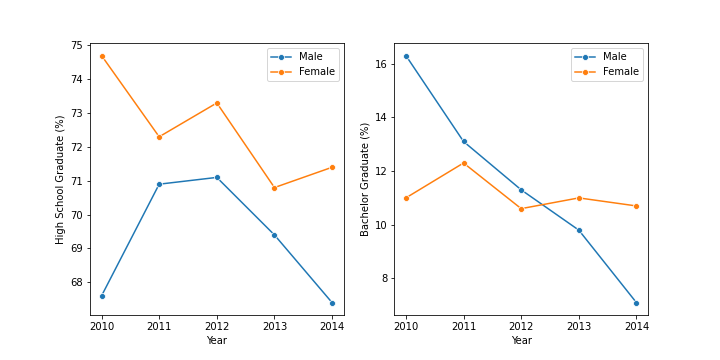 75
74
73
72
71
70
69
68
High School Graduate (%)
Male
Female
2010 2011 2012 2013 2014
Year
16
14
12
10
8
Bachelor Graduate (%)
Male
Female
2010 2011 2012 2013 2014
Year